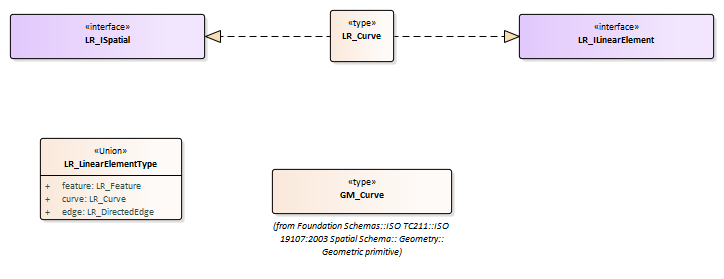 «interface»
LR_ISpatial
«type»
LR_Curve
«interface»
LR_ILinearElement
«Union»
LR_LinearElementType
+ feature: LR_Feature
+ curve: LR_Curve
+ edge: LR_DirectedEdge
«type»
GM_Curve
(from Foundation Schemas::ISO TC211::ISO
19107:2003 Spatial Schema:: Geometry::
Geometric primitive)